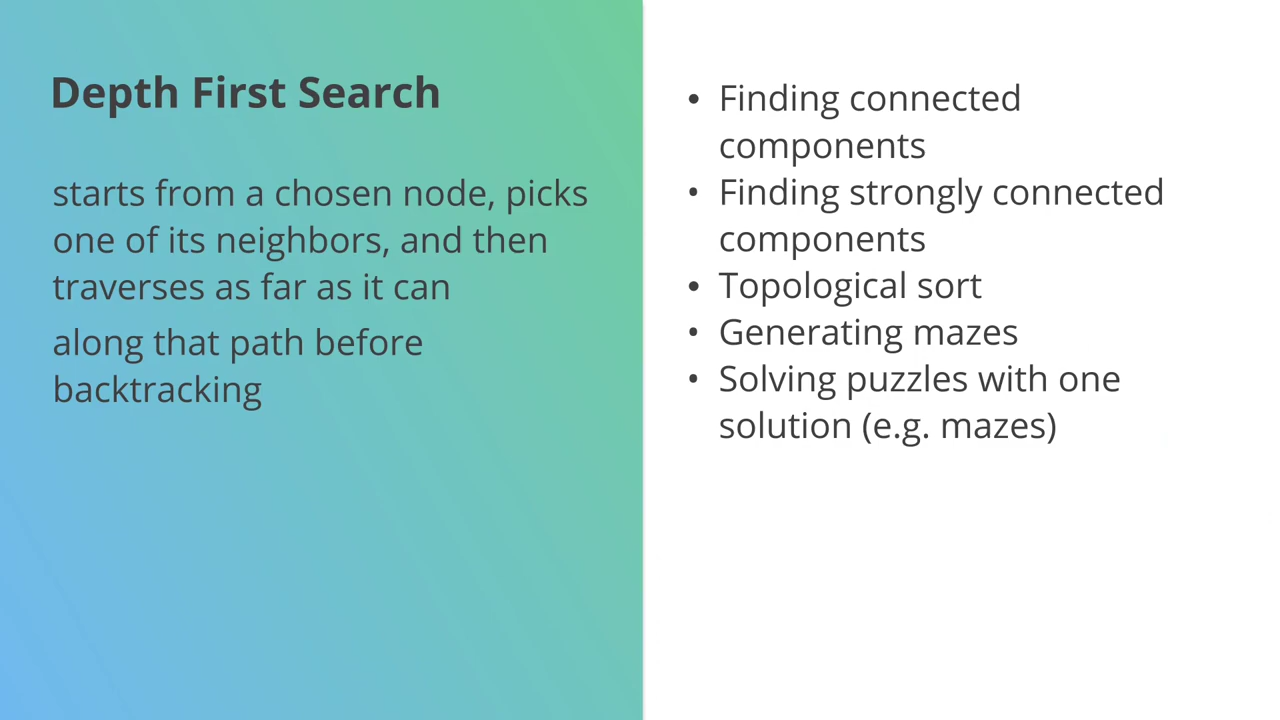 Depth First Search
starts from a chosen node, picks
one of its neighbors, and then
traverses as far as it can
along that path before
backtracking
• Finding connected
components
• Finding strongly connected
components
• Topological sort
• Generating mazes
• Solving puzzles with one
solution (e.g. mazes)